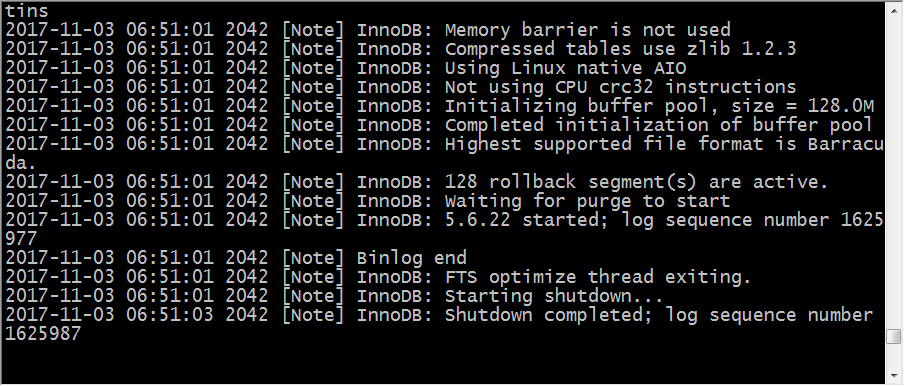 tins
2017-11-03 06:51:01 2042 [Note] InnoDB: Memory barrier is not used
2017-11-03 06:51:01 2042 [Note] InnoDB: Compressed tables use zlib 1.2.3
2017-11-03 06:51:01 2042 [Note] InnoDB: Using Linux native AIO
2017-11-03 06:51:01 2042 [Note] InnoDB: Not using CPU crc32 instructions
2017-11-03 06:51:01 2042 [Note] InnoDB: Initializing buffer pool, size = 128.0M
2017-11-03 06:51:01 2042 [Note] InnoDB: Completed initialization of buffer pool
2017-11-03 06:51:01 2042 [Note] InnoDB: Highest supported file format is Barracu
da.
2017-11-03 06:51:01 2042 [Note] InnoDB: 128 rollback segment(s) are active.
2017-11-03 06:51:01 2042 [Note] InnoDB: Waiting for purge to start
2017-11-03 06:51:01 2042 [Note] InnoDB: 5.6.22 started; log sequence number 1625
977
2017-11-03 06:51:01 2042 [Note] Binlog end
2017-11-03 06:51:01 2042 [Note] InnoDB: FTS optimize thread exiting.
2017-11-03 06:51:01 2042 [Note] InnoDB: Starting shutdown...
2017-11-03 06:51:03 2042 [Note] InnoDB: Shutdown completed; log sequence number
1625987